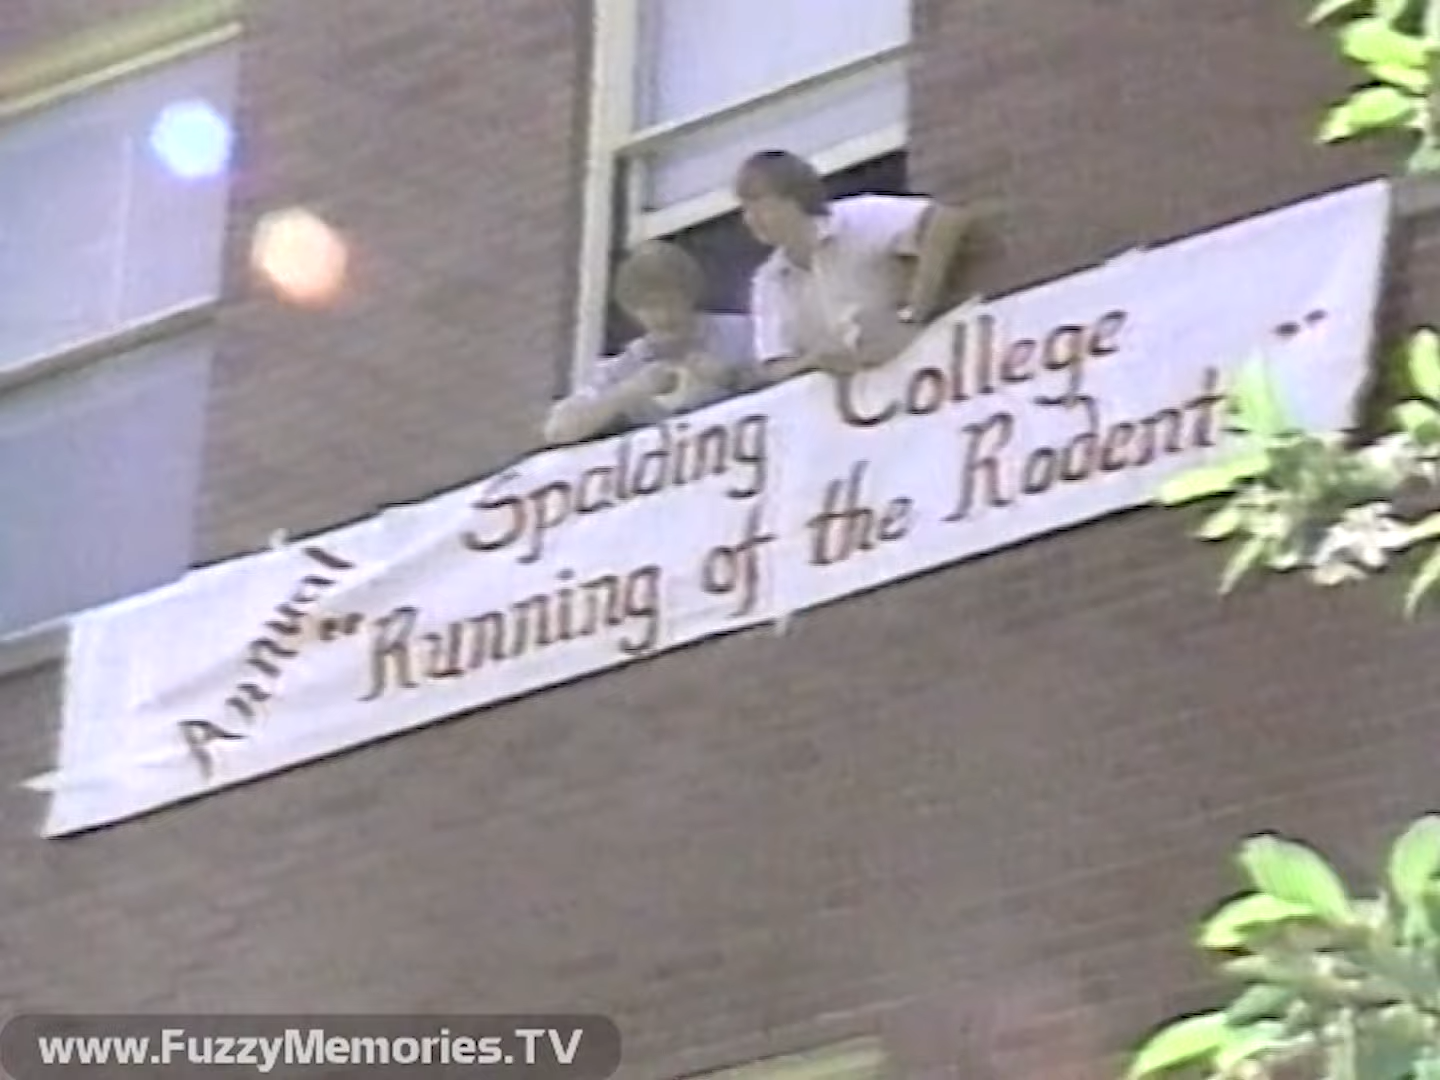 Annual
Spalding College
"Running of the Rodent"
www.FuzzyMemories.TV